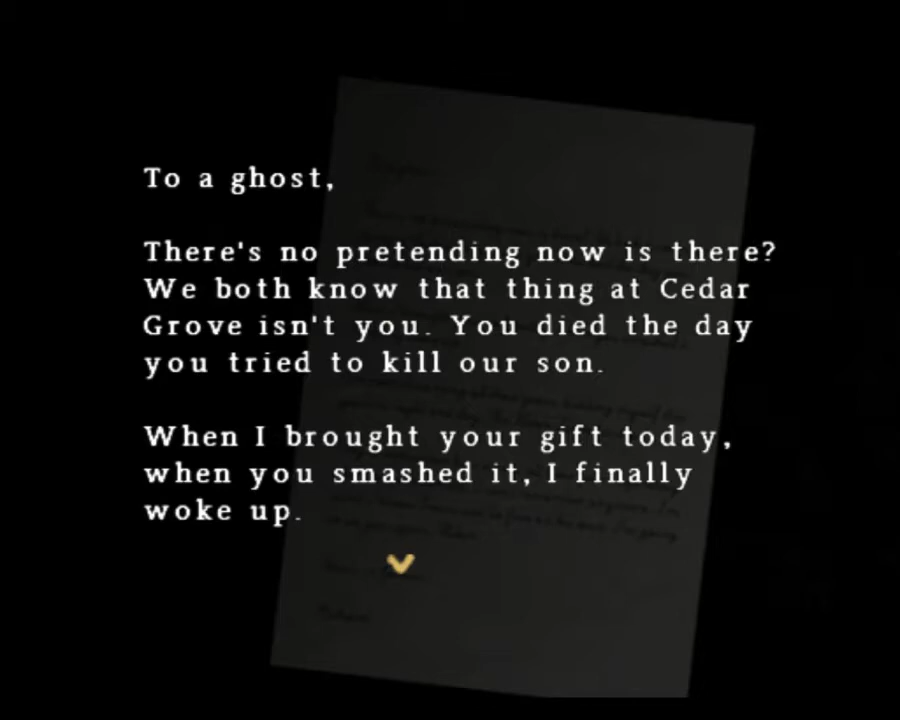 To a ghost,
There's no pretending now is there?
We both know that thing at Cedar
Grove isn't you. You died the day
you tried to kill our son.
When I brought your gift today,
when you smashed it, I finally
woke up.